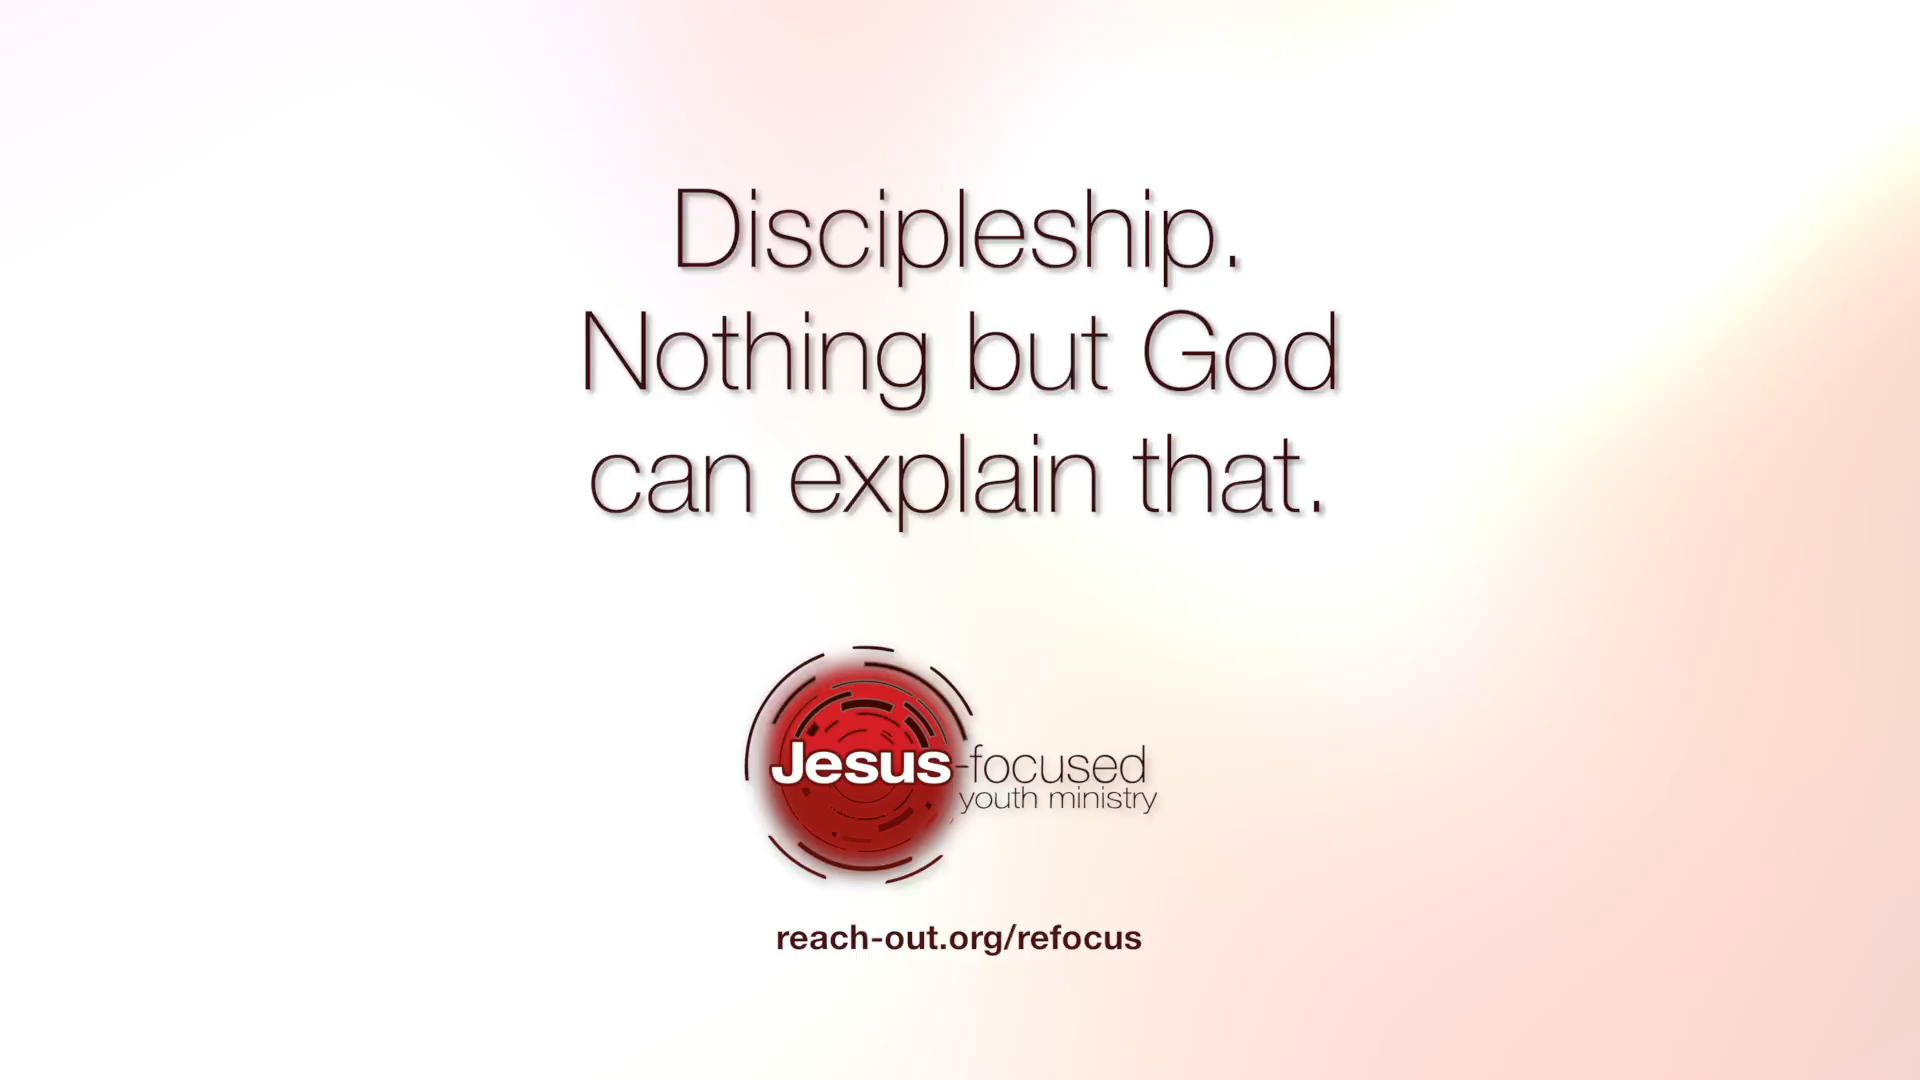 Discipleship.
Nothing but God
can explain that.
Jesus-focused
youth ministry
reach-out.org/refocus